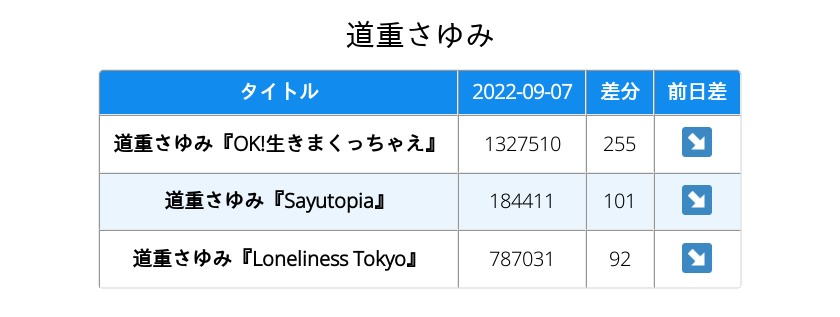 道重さゆみ
タイトル 2022-09-07 差分 前日差
道重さゆみ『OK!生きまくっちゃえ』 1327510 255 ↘
道重さゆみ『Sayutopia』 184411 101 ↘
道重さゆみ『Loneliness Tokyo』 787031 92 ↘